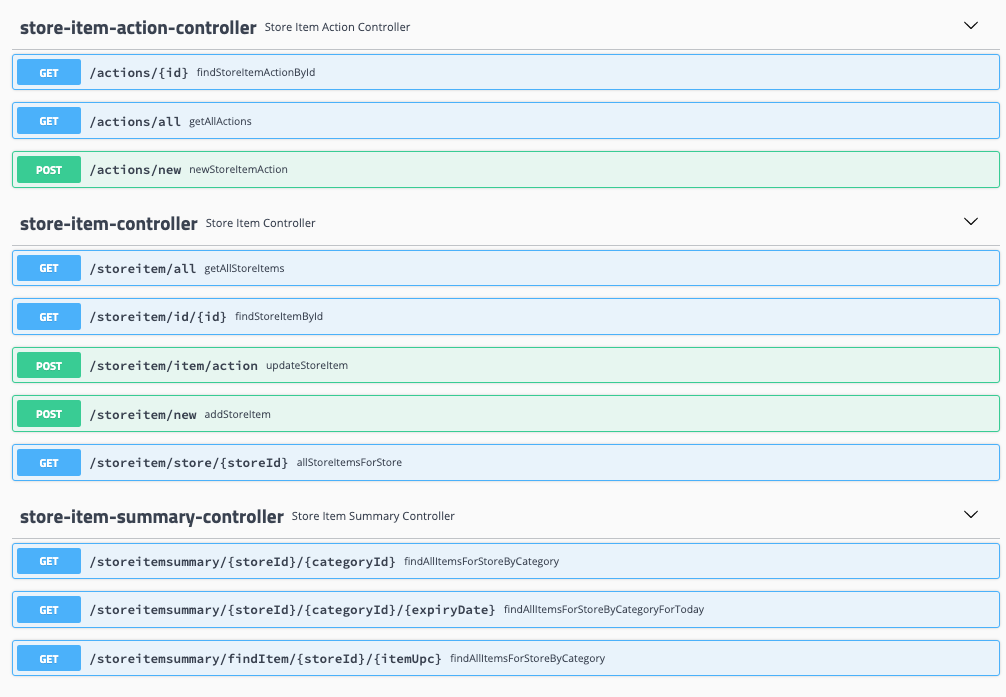 store-item-action-controller Store Item Action Controller
GET /actions/{id} findStoreItemActionById
GET /actions/all getAllActions
POST /actions/new newStoreItemAction
store-item-controller Store Item Controller
GET /storeitem/all getAllStoreItems
GET /storeitem/id/{id} findStoreItemById
POST /storeitem/item/action updateStoreItem
POST /storeitem/new addStoreItem
GET /storeitem/store/{storeId} allStoreItemsForStore
store-item-summary-controller Store Item Summary Controller
GET /storeitemsummary/{storeId}/{categoryId} findAllItemsForStoreByCategory
GET /storeitemsummary/{storeId}/{categoryId}/{expiryDate} findAllItemsForStoreByCategoryForToday
GET /storeitemsummary/findItem/{storeId}/{itemUpc} findAllItemsForStoreByCategory